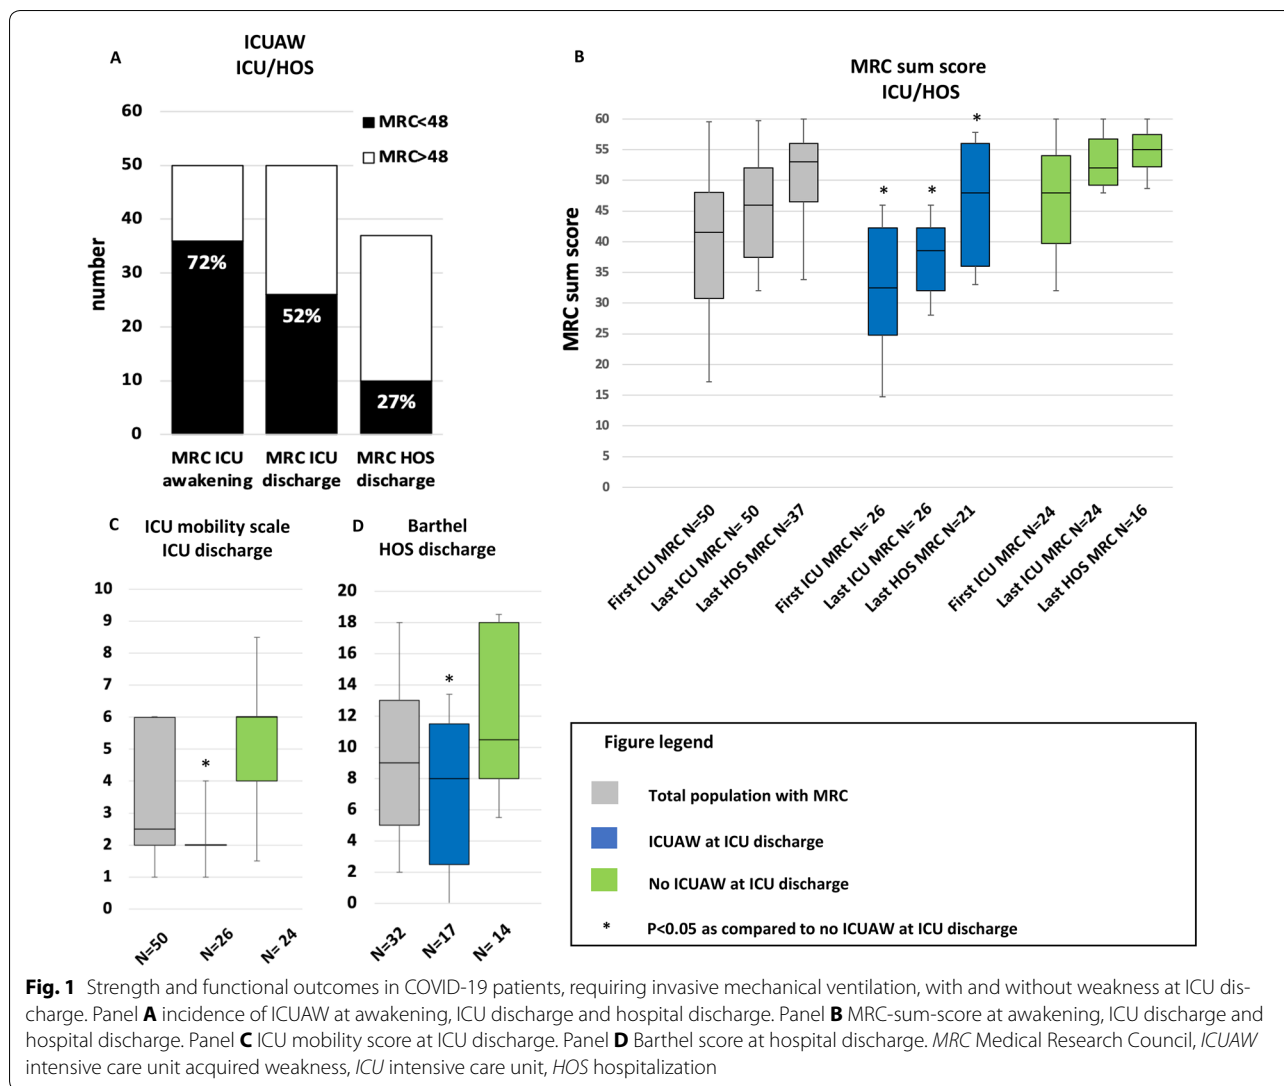 A
ICUAW
ICU/HOS
60
50
40
30
20
10
0
number
MRC<48
MRC>48
72%
52%
27%
MRC ICU awakening
MRC ICU discharge
MRC HOS discharge
B
MRC sum score
ICU/HOS
MRC sum score
60
55
50
45
40
35
30
25
20
15
10
5
0
*
*
*
First ICU MRC N=50
Last ICU MRC N= 50
Last HOS MRC N=37
First ICU MRC N= 26
Last ICU MRC N= 26
Last HOS MRC N=21
First ICU MRC N=24
Last ICU MRC N=24
Last HOS MRC N=16
C
ICU mobility scale
ICU discharge
10
9
8
7
6
5
4
3
2
1
0
*
N=50
N=26
N= 24
D
Barthel
HOS discharge
20
18
16
14
12
10
8
6
4
2
0
*
N=32
N=17
N= 14
Figure legend
Total population with MRC
ICUAW at ICU discharge
No ICUAW at ICU discharge
* P<0.05 as compared to no ICUAW at ICU discharge
Fig. 1 Strength and functional outcomes in COVID-19 patients, requiring invasive mechanical ventilation, with and without weakness at ICU dis-
charge. Panel A incidence of ICUAW at awakening, ICU discharge and hospital discharge. Panel B MRC-sum-score at awakening, ICU discharge and
hospital discharge. Panel C ICU mobility score at ICU discharge. Panel D Barthel score at hospital discharge. MRC Medical Research Council, ICUAW
intensive care unit acquired weakness, ICU intensive care unit, HOS hospitalization